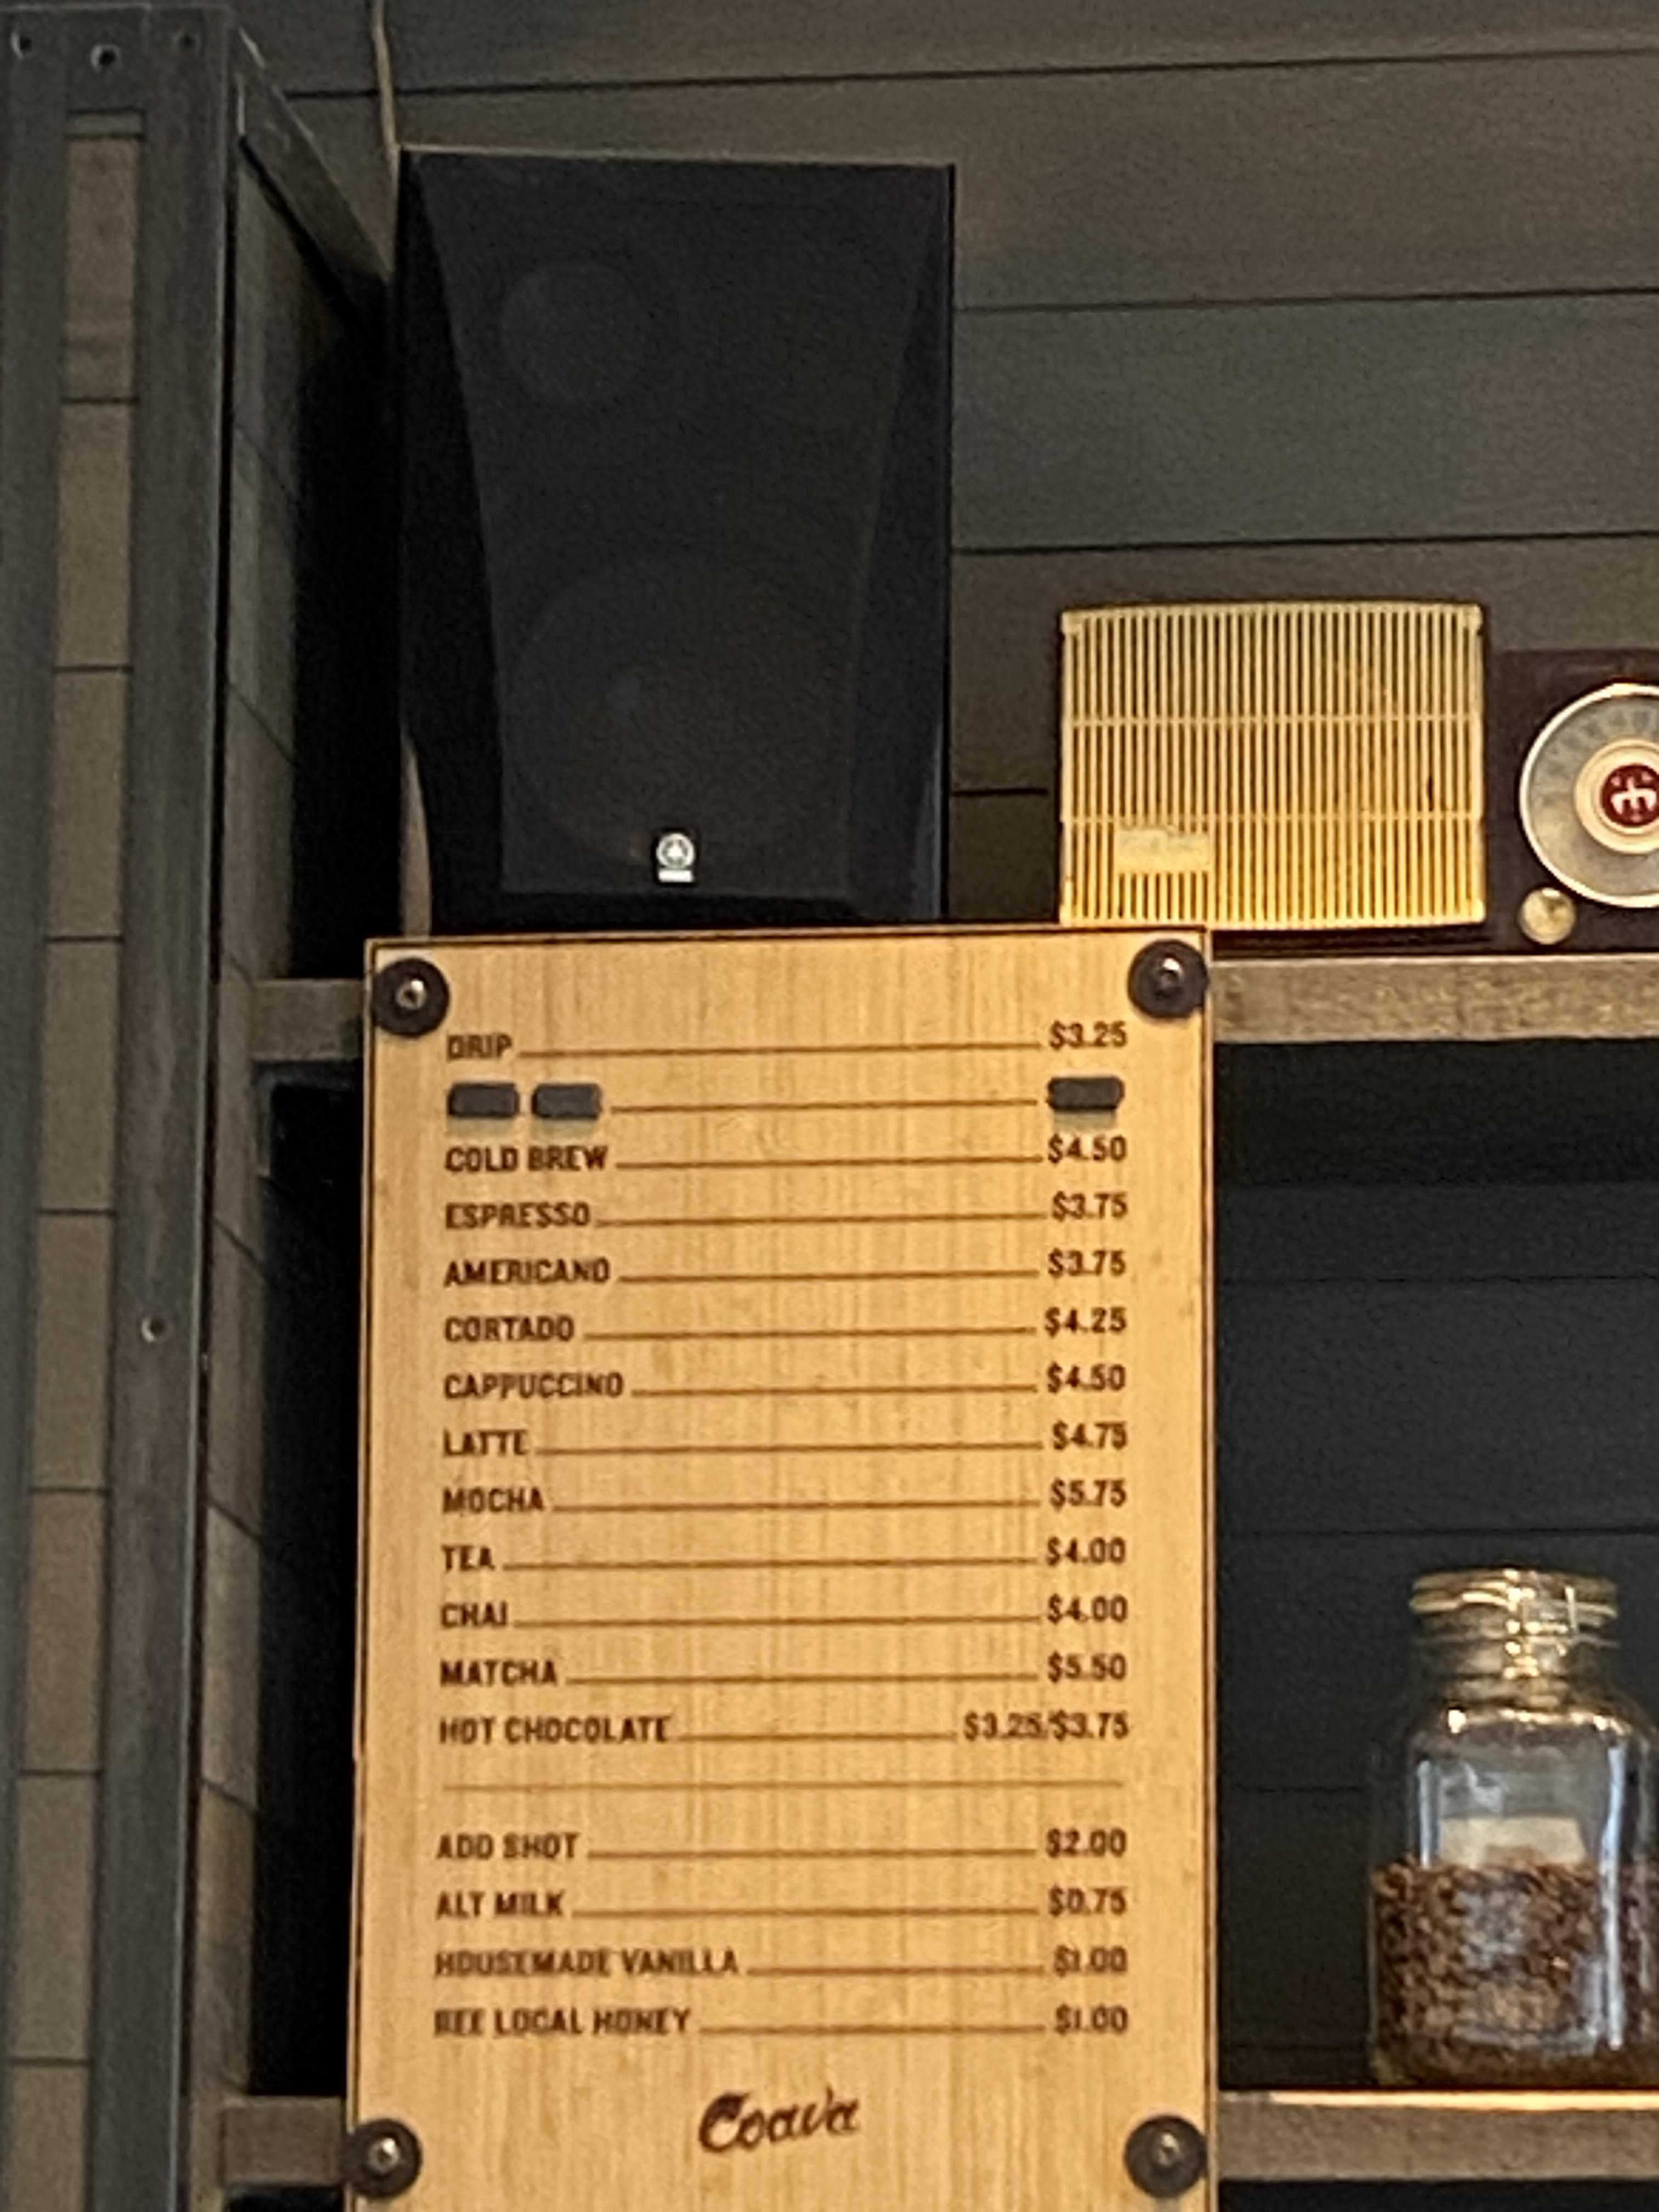 DRIP $3.25
COLD BREW $4.50
ESPRESSO $3.75
AMERICANO $3.75
CORTADO $4.25
CAPPUCCINO $4.50
LATTE $4.75
MOCHA $5.75
TEA $4.00
CHAI $4.00
MATCHA $5.50
HOT CHOCOLATE $3.25/$3.75
ADD SHOT $2.00
ALT MILK $0.75
HOUSEMADE VANILLA $1.00
BEE LOCAL HONEY $1.00
Coava